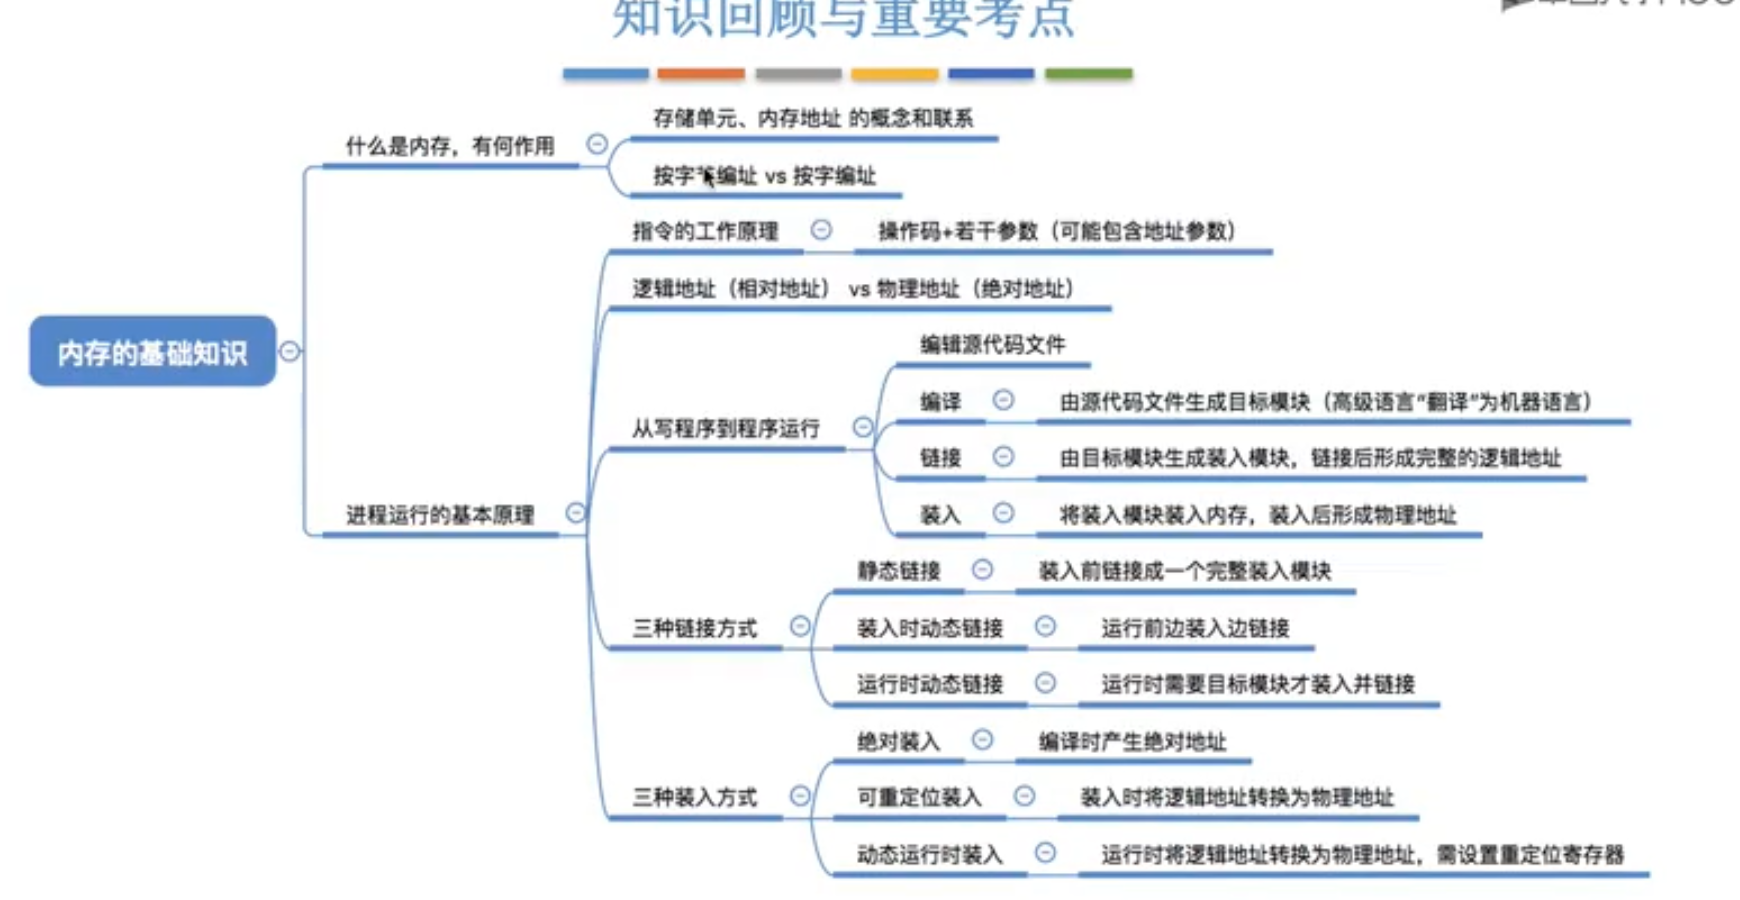 知识回顾与重要考点
什么是内存，有何作用
存储单元、内存地址 的概念和联系
按字节编址 vs 按字编址
内存的基础知识
进程运行的基本原理
指令的工作原理
操作码+若干参数（可能包含地址参数）
逻辑地址（相对地址） vs 物理地址（绝对地址）
从写程序到程序运行
编辑源代码文件
编译
由源代码文件生成目标模块（高级语言“翻译”为机器语言）
链接
由目标模块生成装入模块，链接后形成完整的逻辑地址
装入
将装入模块装入内存，装入后形成物理地址
三种链接方式
静态链接
装入前链接成一个完整装入模块
装入时动态链接
运行前边装入边链接
运行时动态链接
运行时需要目标模块才装入并链接
三种装入方式
绝对装入
编译时产生绝对地址
可重定位装入
装入时将逻辑地址转换为物理地址
动态运行时装入
运行时将逻辑地址转换为物理地址，需设置重定位寄存器